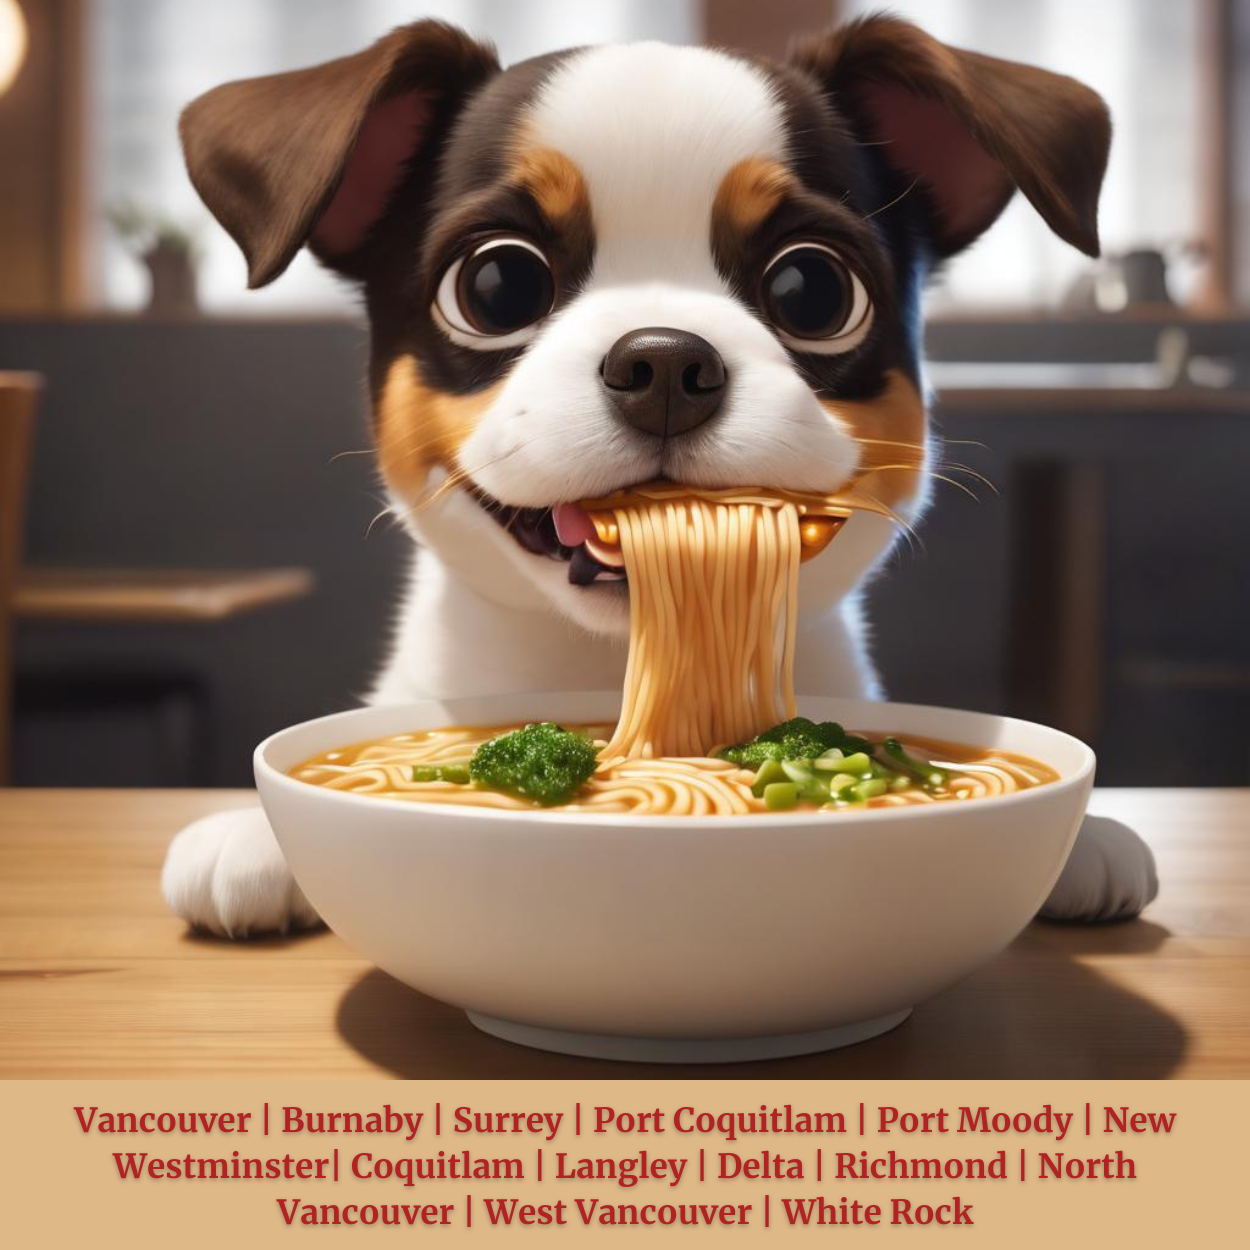 Vancouver | Burnaby | Surrey | Port Coquitlam | Port Moody | New
Westminster| Coquitlam | Langley | Delta | Richmond | North
Vancouver | West Vancouver | White Rock